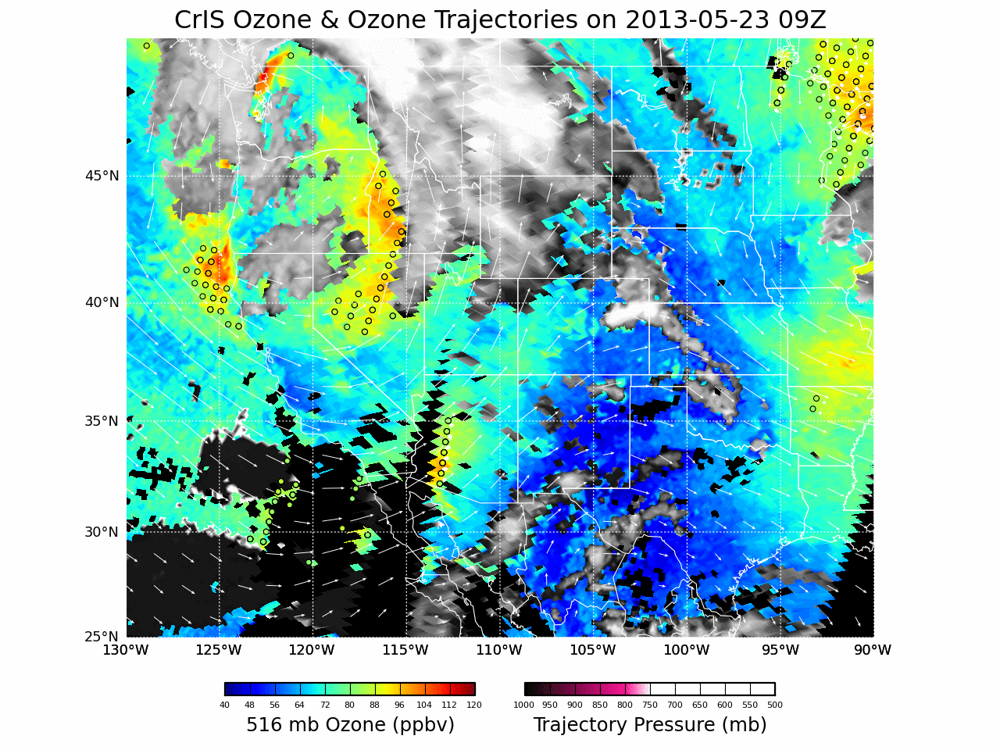 CrIS Ozone & Ozone Trajectories on 2013-05-23 09Z
45°N
40°N
35°N
30°N
25°N
130°W 125°W 120°W 115°W 110°W 105°W 100°W 95°W 90°W
40 48 56 64 72 80 88 96 104 112 120
1000 950 900 850 800 750 700 650 600 550 500
516 mb Ozone (ppbv)
Trajectory Pressure (mb)